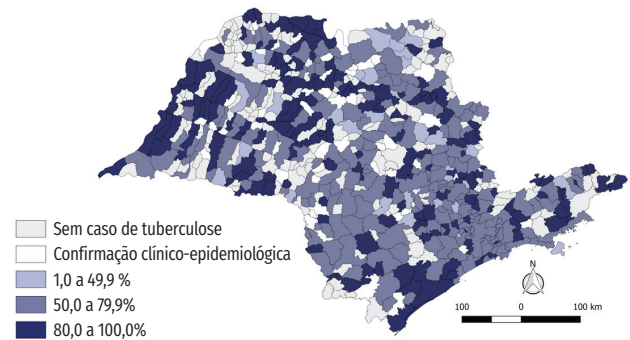 Sem caso de tuberculose
Confirmação clínico-epidemiológica
1,0 a 49,9 %
50,0 a 79,9%
80,0 a 100,0%
N
100 0 100 km